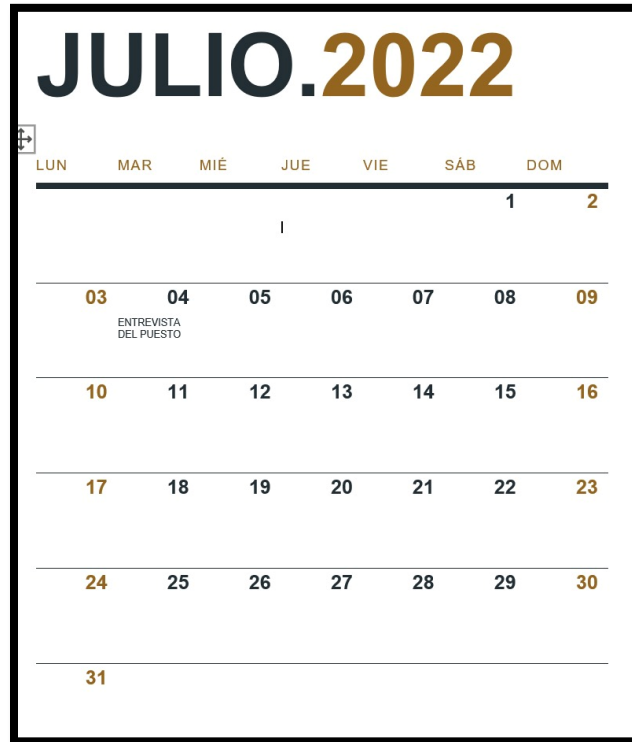 JULIO.2022
LUN MAR MIÉ JUE VIE SÁB DOM
1 2
03 04 05 06 07 08 09
ENTREVISTA
DEL PUESTO
10 11 12 13 14 15 16
17 18 19 20 21 22 23
24 25 26 27 28 29 30
31